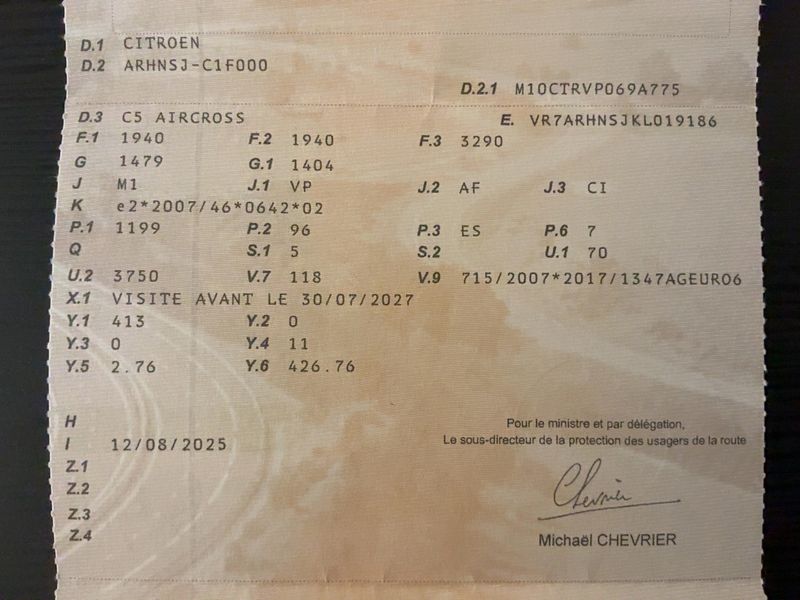 D.1 CITROEN
D.2 ARHNSJ-C1F000
D.2.1 M10CTRVP069A775
D.3 C5 AIRCROSS E. VR7ARHNSJKL019186
F.1 1940 F.2 1940 F.3 3290
G 1479 G.1 1404
J M1 J.1 VP J.2 AF J.3 CI
K e2*2007/46*0642*02
P.1 1199 P.2 96 P.3 ES P.6 7
Q S.1 5 S.2 U.1 70
U.2 3750 V.7 118 V.9 715/2007*2017/1347AGEURO6
X.1 VISITE AVANT LE 30/07/2027
Y.1 413 Y.2 0
Y.3 0 Y.4 11
Y.5 2.76 Y.6 426.76
H
I 12/08/2025
Z.1
Z.2
Z.3
Z.4
Pour le ministre et par délégation,
Le sous-directeur de la protection des usagers de la route
Chevrier
Michaël CHEVRIER